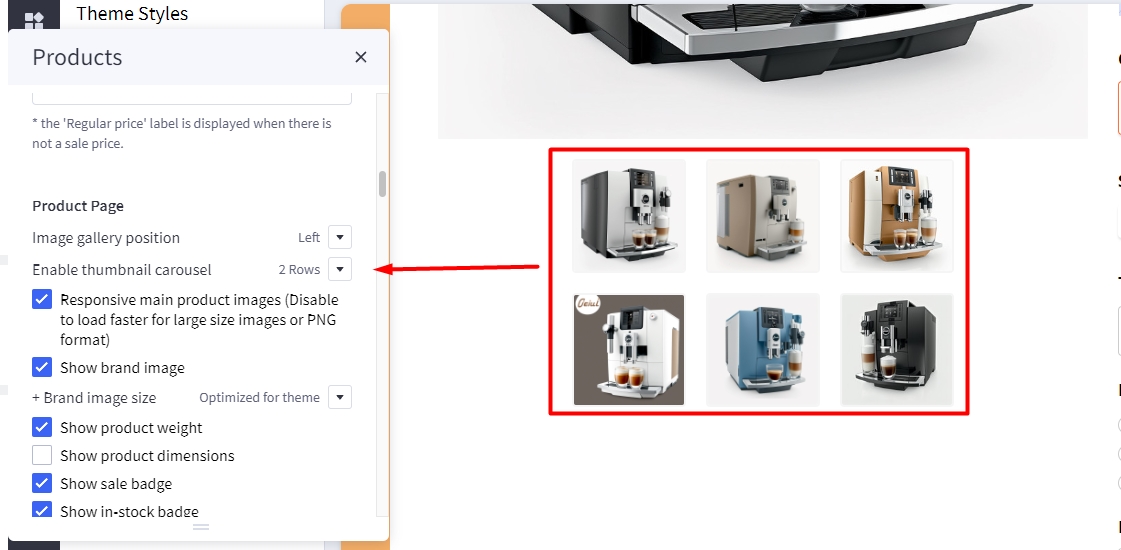 Theme Styles
Products
* the 'Regular price' label is displayed when there is
not a sale price.
Product Page
Image gallery position Left
Enable thumbnail carousel 2 Rows
Responsive main product images (Disable
to load faster for large size images or PNG
format)
Show brand image
+ Brand image size Optimized for theme
Show product weight
Show product dimensions
Show sale badge
Show in-stock badge